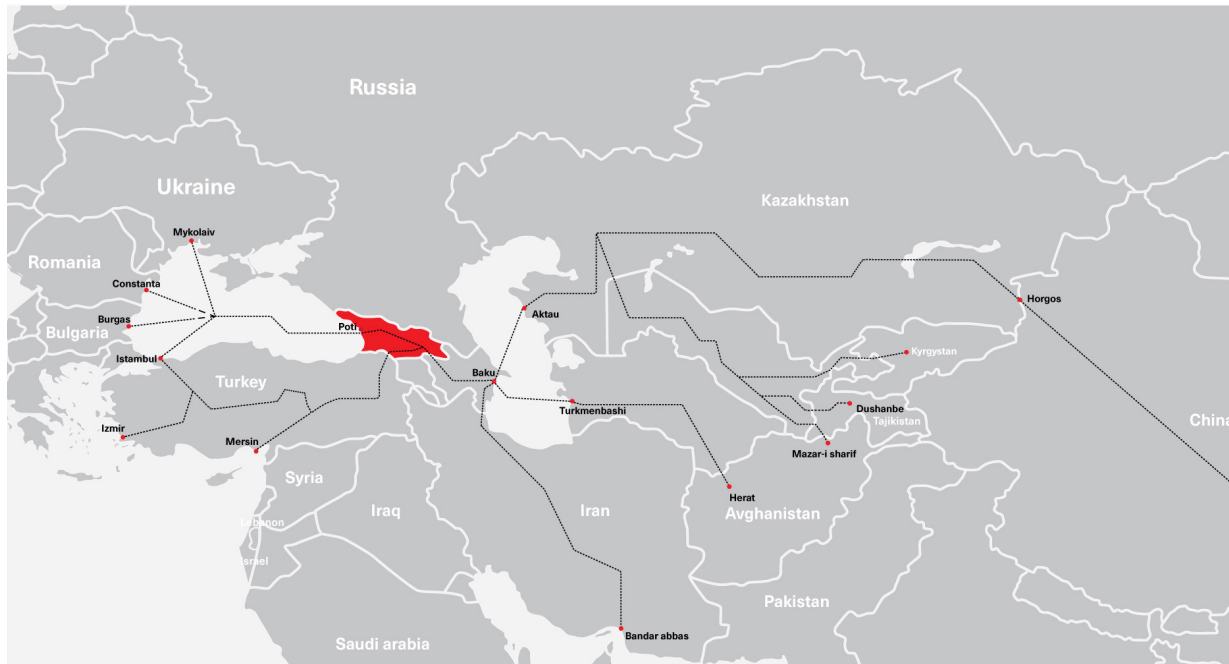 Russia
Ukraine
Kazakhstan
Mykolaiv
Romania
Constanta
Horgos
Burgas
Bulgaria
Poti
Aktau
Istambul
Kyrgystan
Turkey
Baku
Turkmenbashi
Dushanbe
Tajikistan
China
Izmir
Mersin
Mazar-i sharif
Syria
Herat
Iraq
Iran
Avghanistan
Lebanon
Israel
Pakistan
Saudi arabia
Bandar abbas